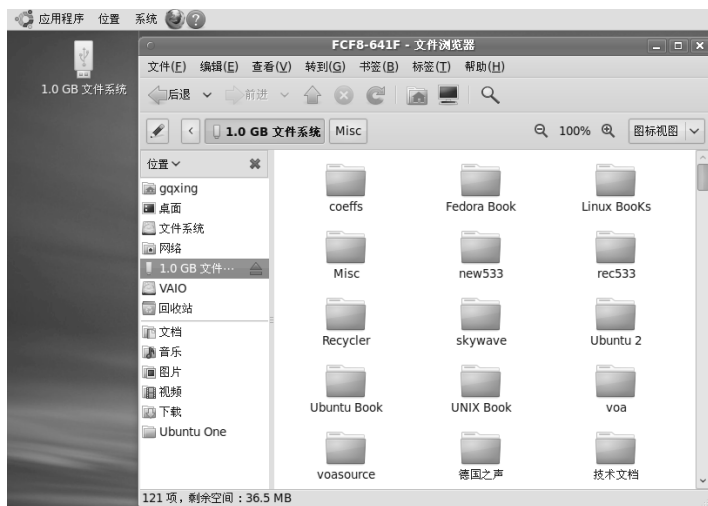 应用程序 位置 系统
1.0 GB 文件系统
FCF8-641F - 文件浏览器
文件(F) 编辑(E) 查看(V) 转到(G) 书签(B) 标签(T) 帮助(H)
后退 前进
1.0 GB 文件系统 Misc 100% 图标视图
位置
gqxing
桌面
文件系统
网络
1.0 GB 文件…
VAIO
回收站
文档
音乐
图片
视频
下载
Ubuntu One
coeffs Fedora Book Linux BooKs
Misc new533 rec533
Recycler skywave Ubuntu 2
Ubuntu Book UNIX Book voa
voasource 德国之声 技术文档
121 项，剩余空间：36.5 MB